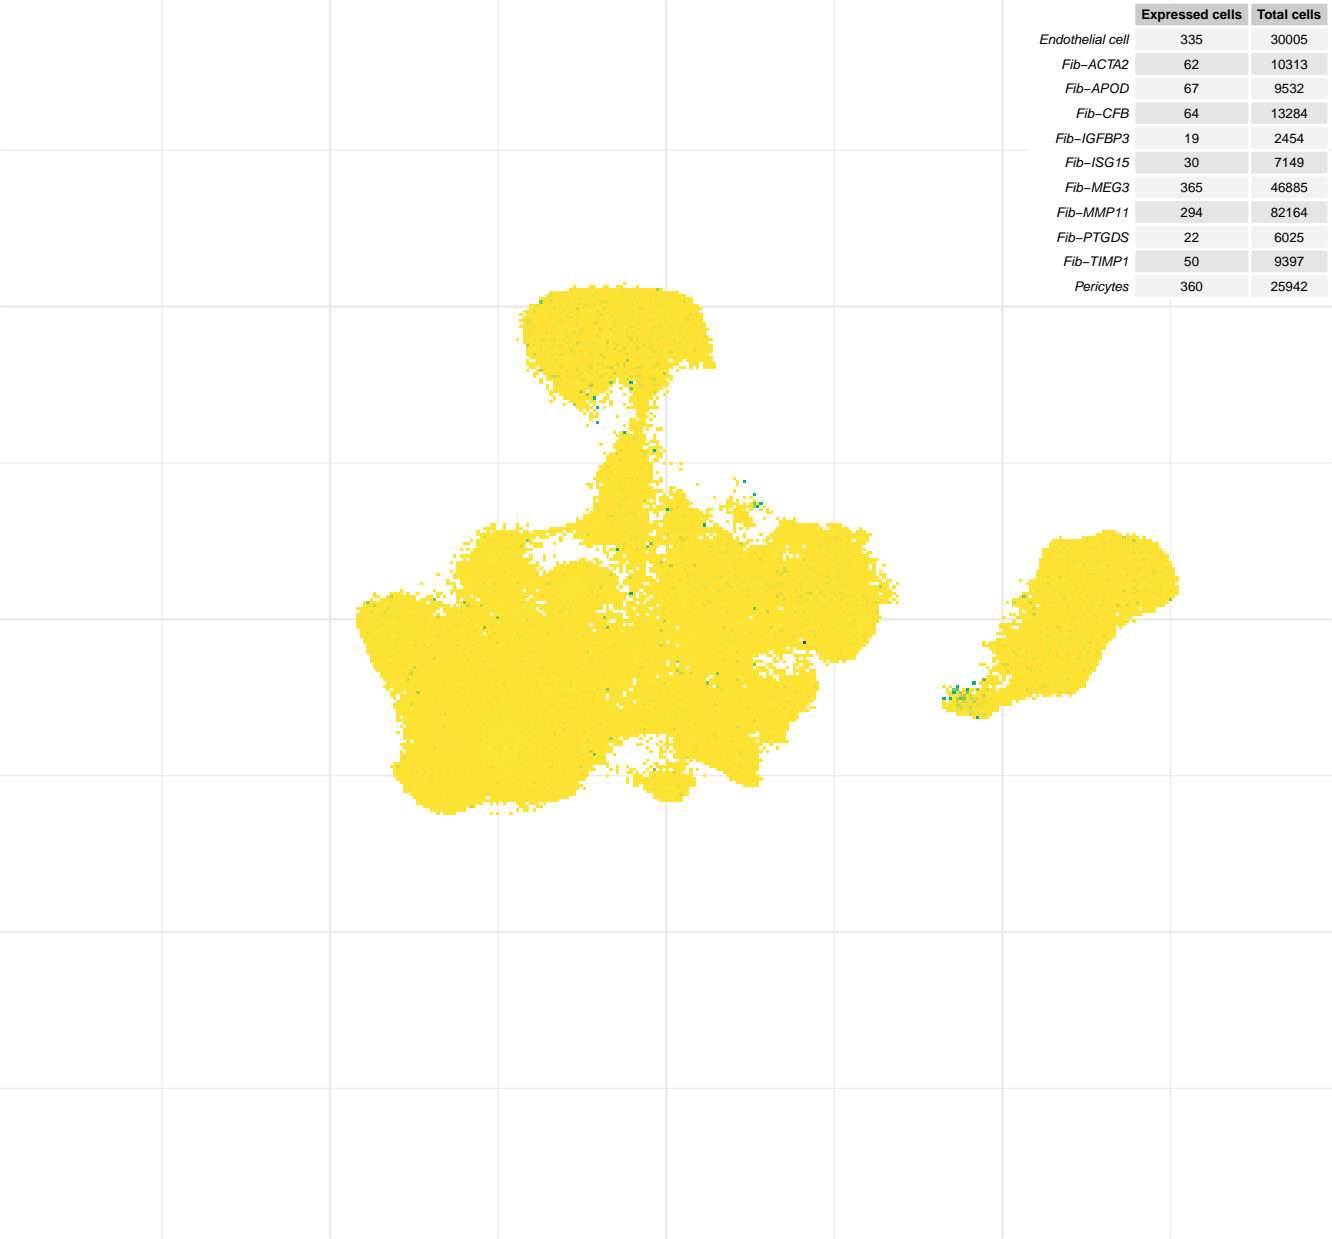 Expressed cells Total cells
Endothelial cell 335 30005
Fib−ACTA2 62 10313
Fib−APOD 67 9532
Fib−CFB 64 13284
Fib−IGFBP3 19 2454
Fib−ISG15 30 7149
Fib−MEG3 365 46885
Fib−MMP11 294 82164
Fib−PTGDS 22 6025
Fib−TIMP1 50 9397
Pericytes 360 25942